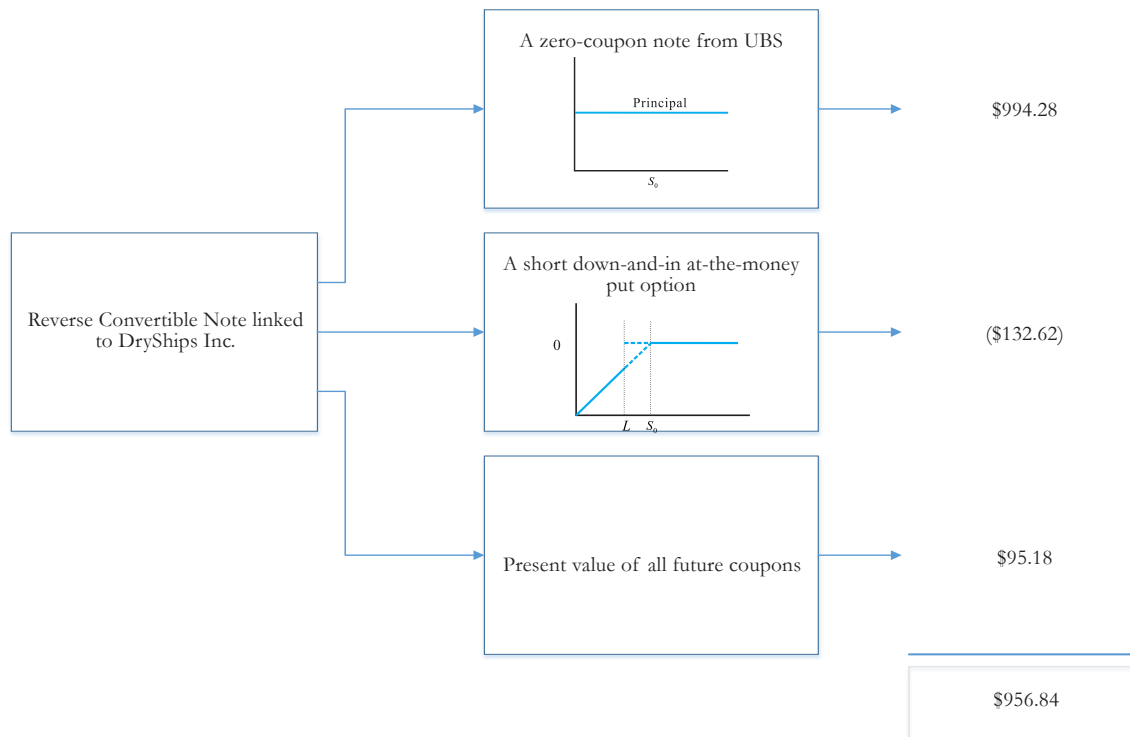 A zero-coupon note from UBS
Principal
S₀
$994.28
Reverse Convertible Note linked
to DryShips Inc.
A short down-and-in at-the-money
put option
0
L S₀
($132.62)
Present value of all future coupons
$95.18
$956.84